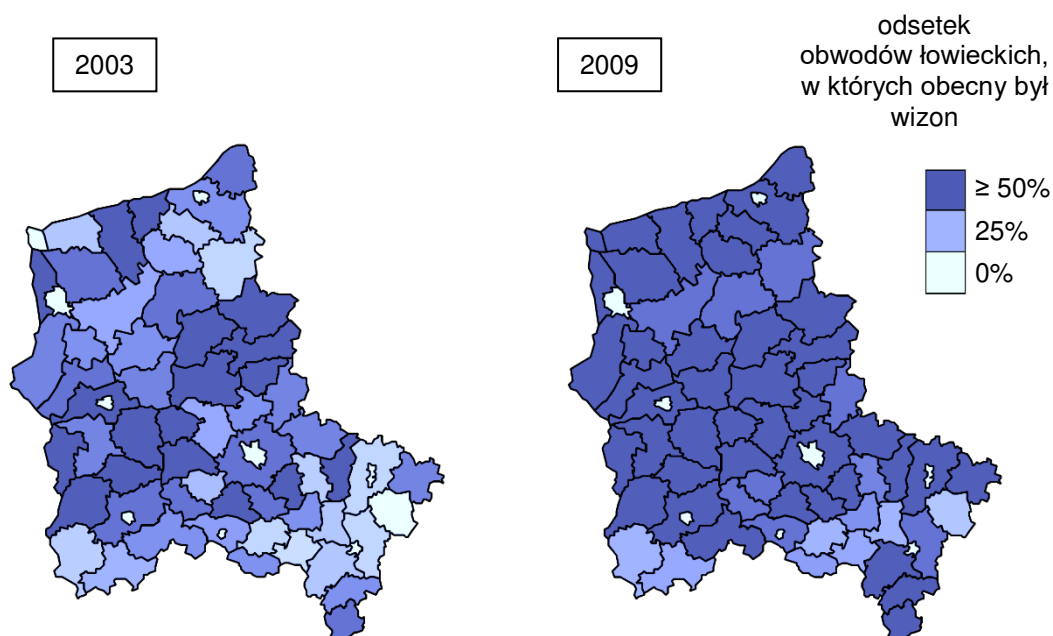 2003
2009
odsetek
obwodów łowieckich,
w których obecny był
wizon
≥ 50%
25%
0%